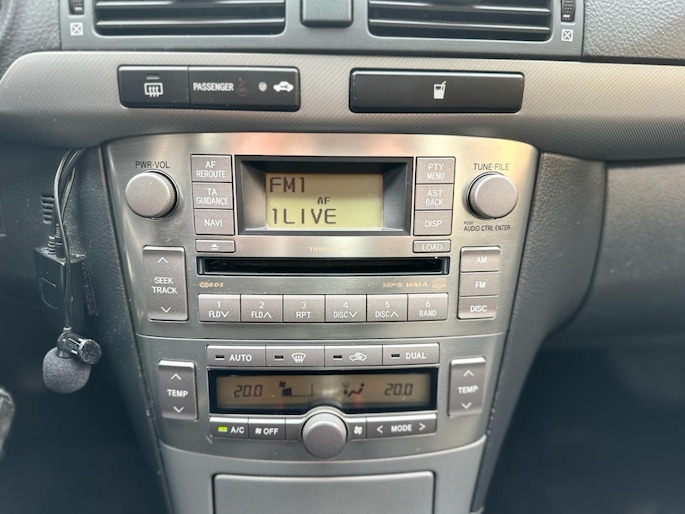 PASSENGER
PWR·VOL
AF
REROUTE
TA
GUIDANCE
NAVI
FM1
AF
1LIVE
PTY
MENU
AST
BACK
DISP
TUNE·FILE
PUSH
AUDIO CTRL·ENTER
LOAD
SEEK
TRACK
R·D·S
MP3 WMA
AM
FM
DISC
1
FLD
2
FLD
3
RPT
4
DISC
5
DISC
6
RAND
AUTO
DUAL
TEMP
20.0
20.0
TEMP
A/C
OFF
< MODE >